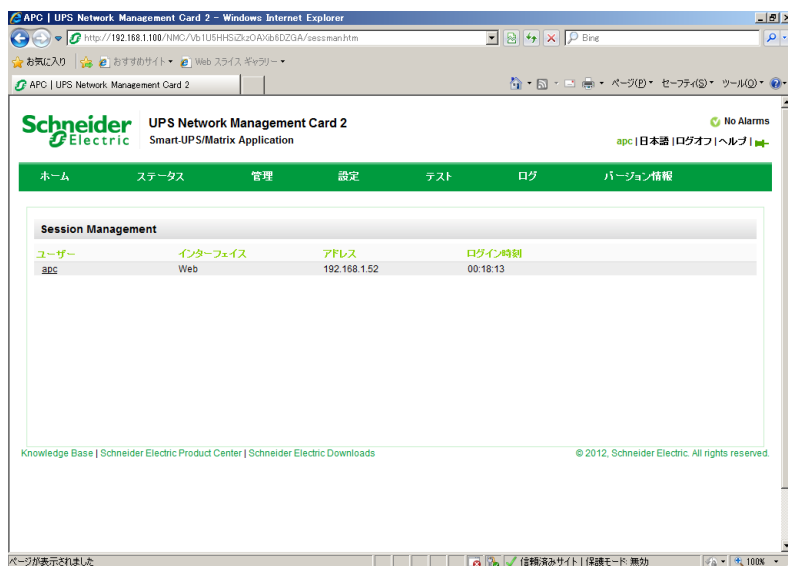 APC | UPS Network Management Card 2 - Windows Internet Explorer
http://192.168.1.100/NMC/Vb1U5HHSiZkzOAXib6DZGA/sessman.htm
Bing
お気に入り おすすめサイト Web スライス ギャラリー
APC | UPS Network Management Card 2
ページ(P) セーフティ(S) ツール(O)
Schneider Electric
UPS Network Management Card 2
Smart-UPS/Matrix Application
No Alarms
apc | 日本語 | ログオフ | ヘルプ |
ホーム ステータス 管理 設定 テスト ログ バージョン情報
Session Management
ユーザー インターフェイス アドレス ログイン時刻
apc Web 192.168.1.52 00:18:13
Knowledge Base | Schneider Electric Product Center | Schneider Electric Downloads
© 2012, Schneider Electric. All rights reserved.
ページが表示されました 信頼済みサイト | 保護モード: 無効 100%